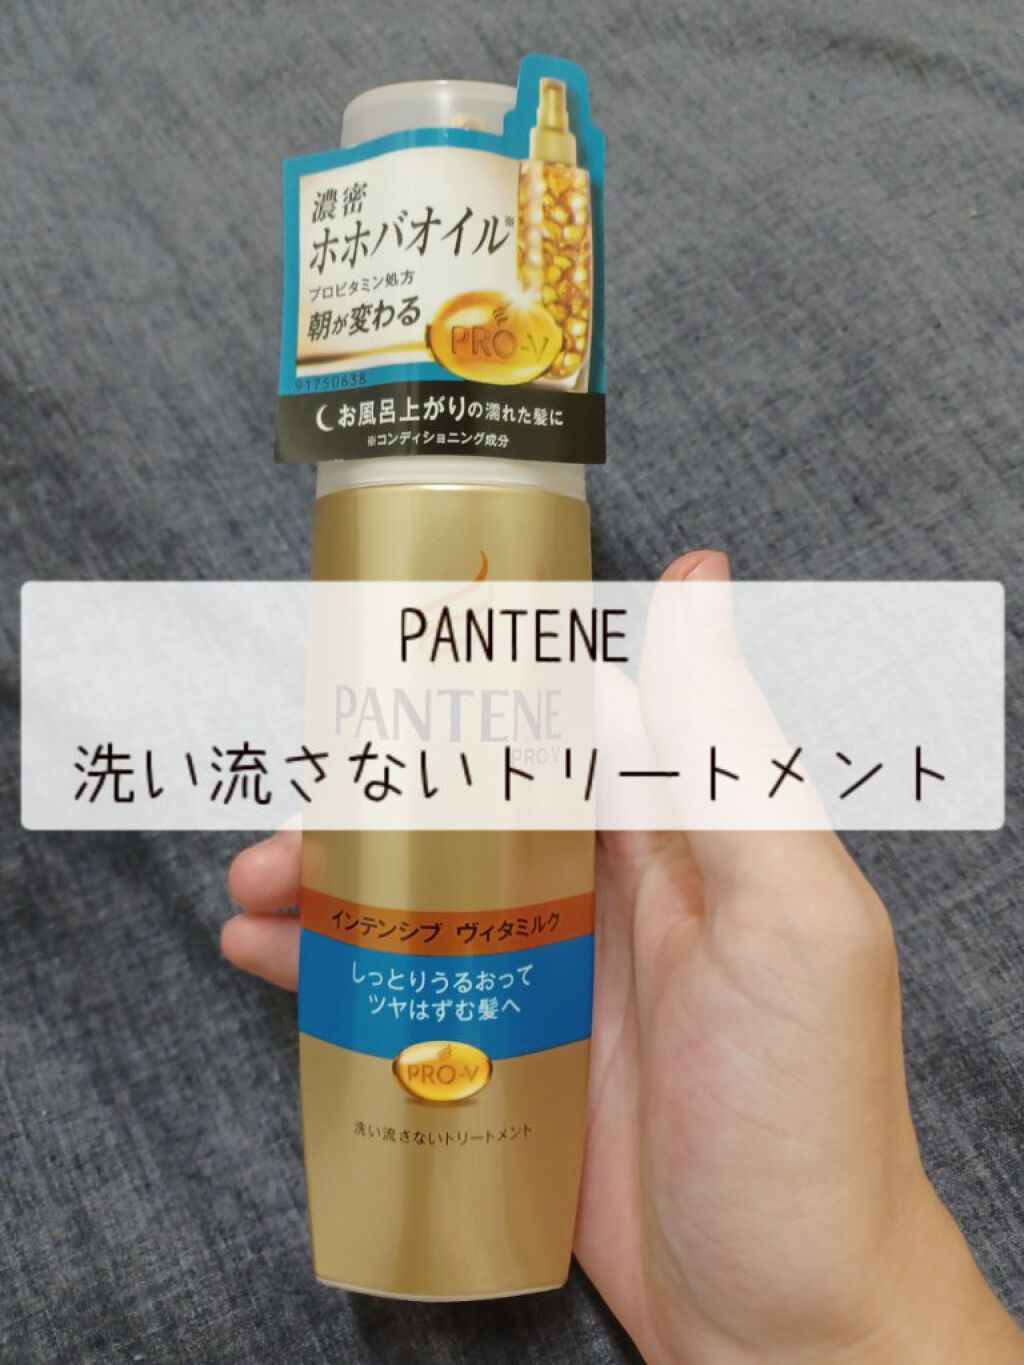 濃密
ホホバオイル※
プロビタミン処方
朝が変わる
PRO-V
91750638
お風呂上がりの濡れた髪に
※コンディショニング成分
PANTENE
PANTENE
PRO-V
洗い流さないトリートメント
インテンシブ ヴィタミルク
しっとりうるおって
ツヤはずむ髪へ
PRO-V
洗い流さないトリートメント